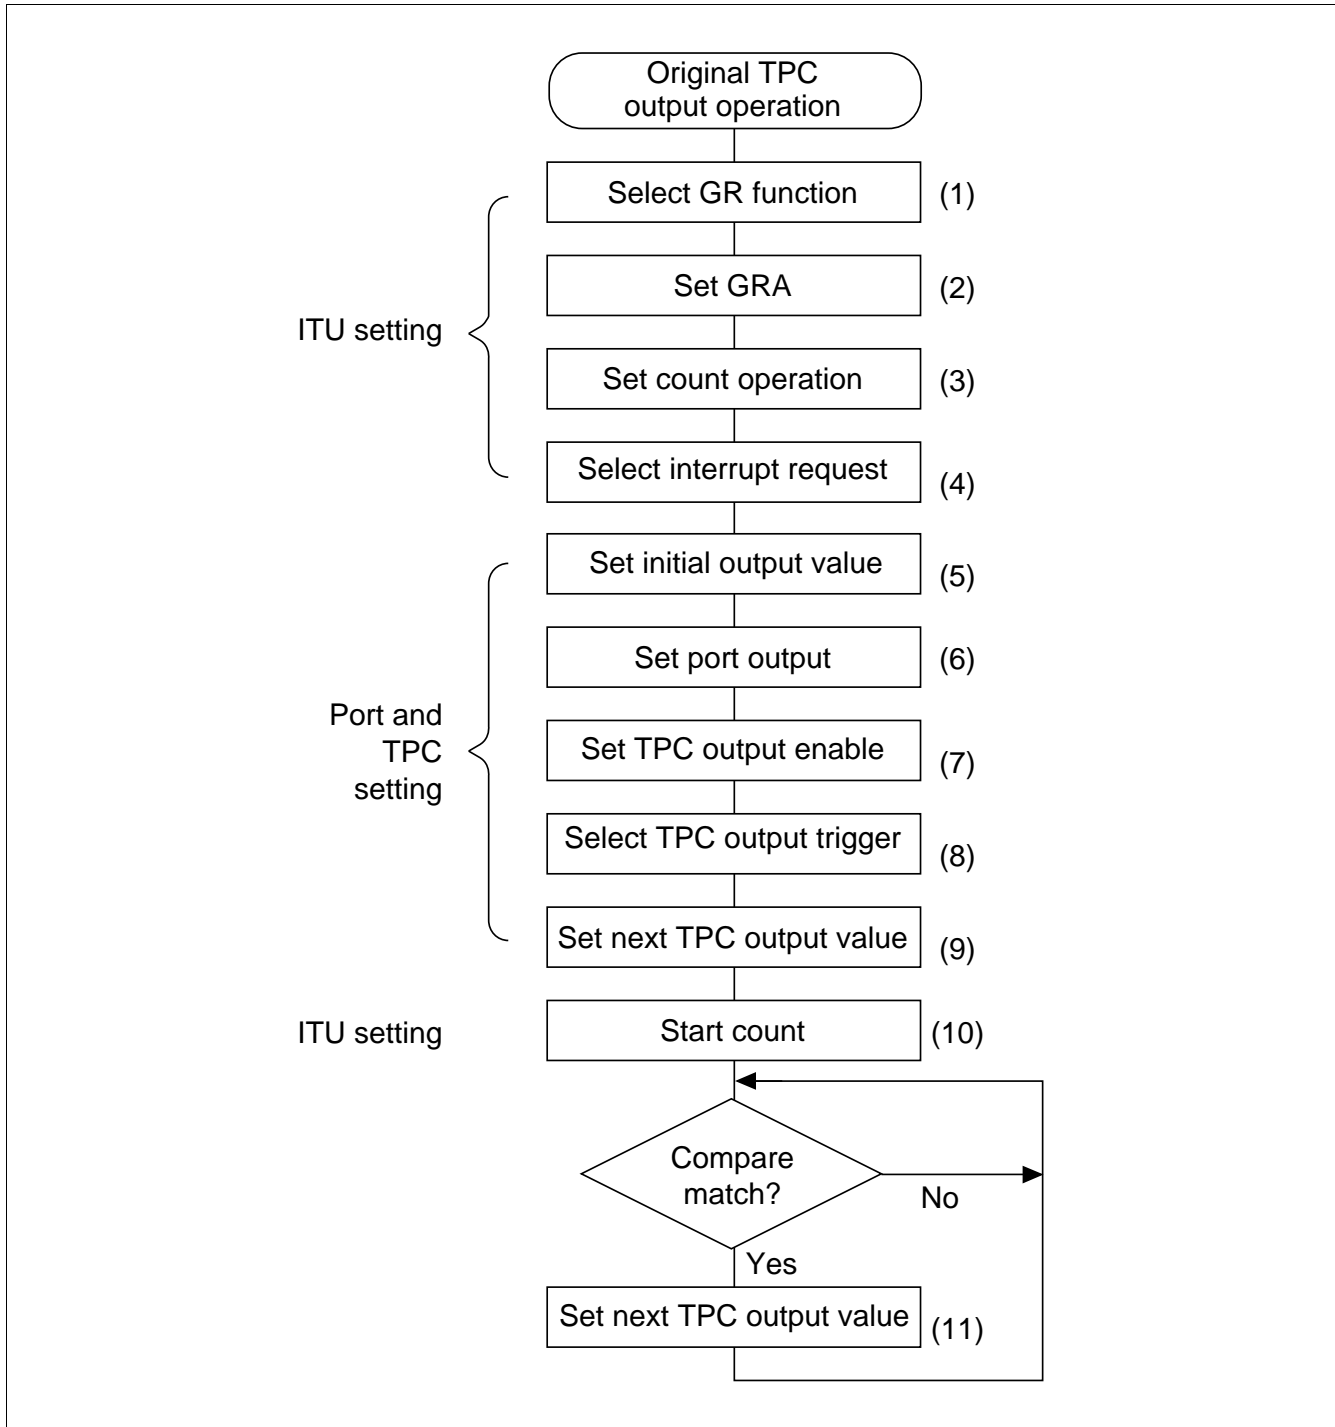 Original TPC
output operation
Select GR function
(1)
Set GRA
(2)
ITU setting
Set count operation
(3)
Select interrupt request
(4)
Set initial output value
(5)
Set port output
(6)
Port and
TPC
setting
Set TPC output enable
(7)
Select TPC output trigger
(8)
Set next TPC output value
(9)
ITU setting
Start count
(10)
Compare
match?
No
Yes
Set next TPC output value
(11)